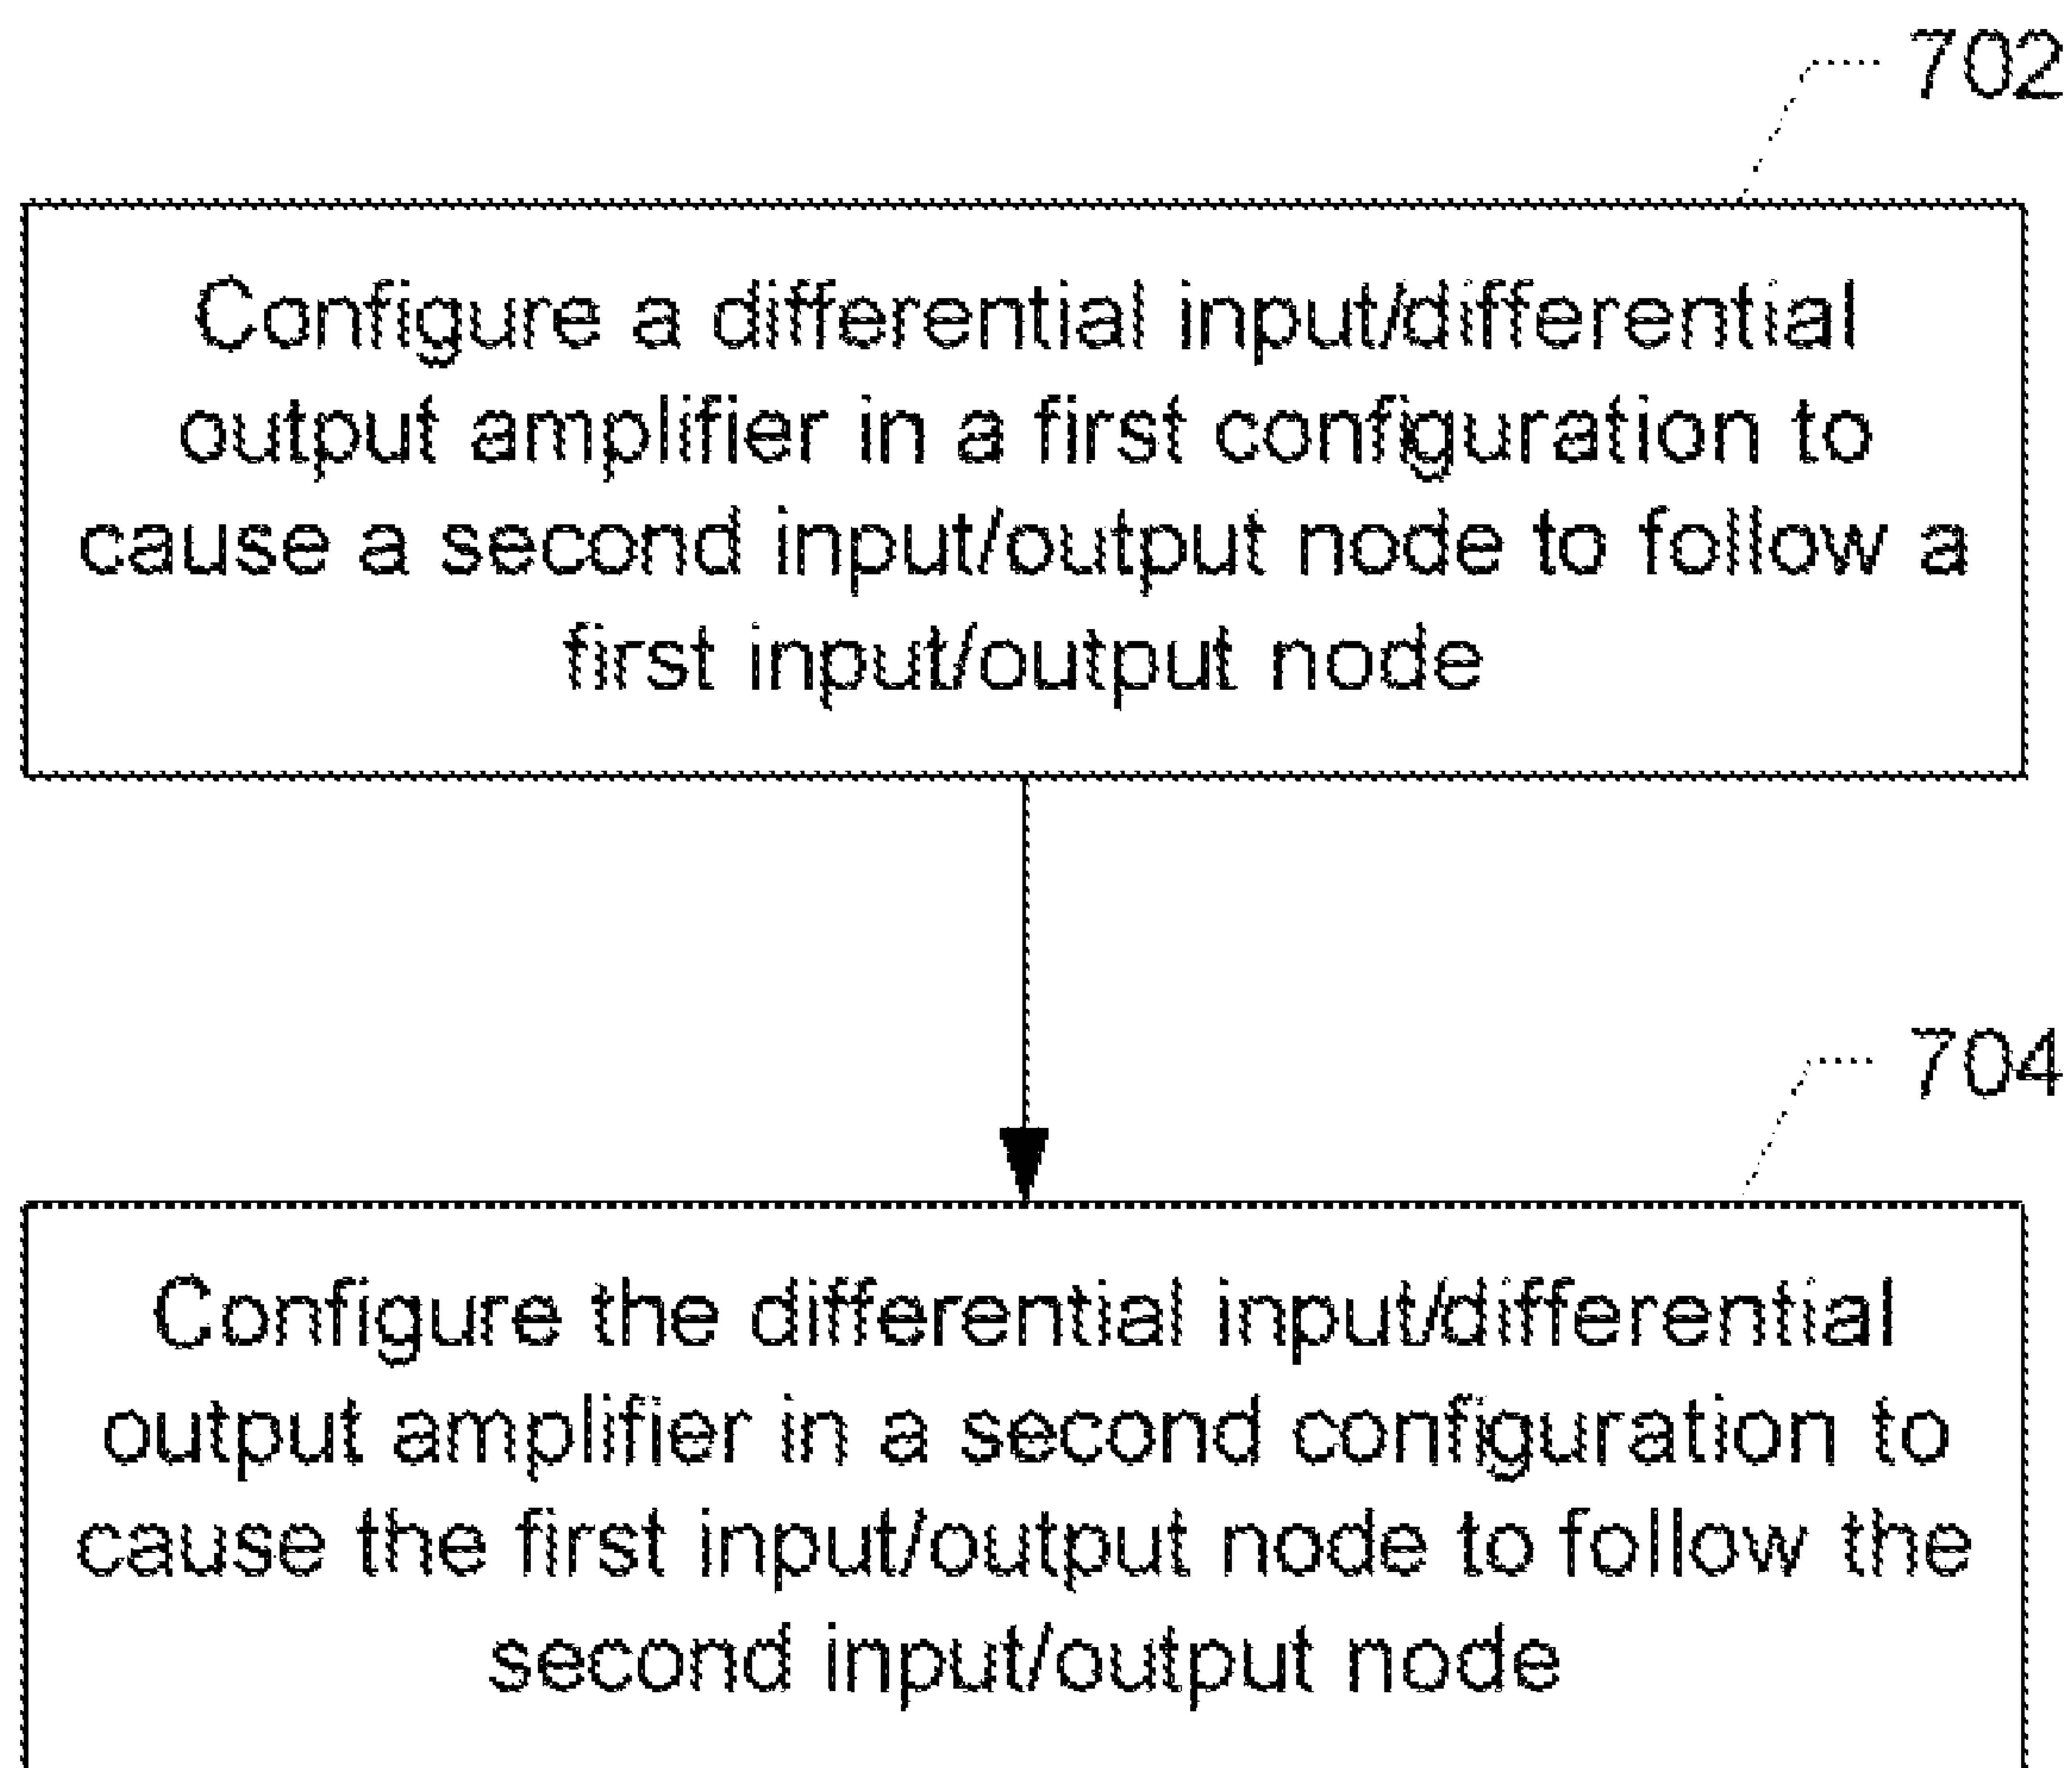 702
Configure a differential input/differential
output amplifier in a first configuration to
cause a second input/output node to follow a
first input/output node
704
Configure the differential input/differential
output amplifier in a second configuration to
cause the first input/output node to follow the
second input/output node